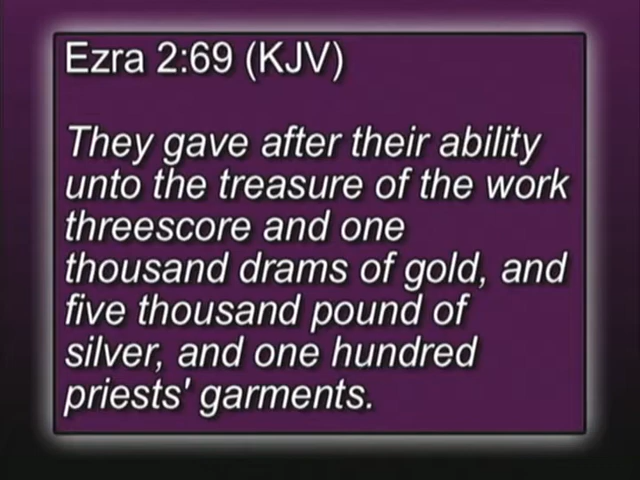 Ezra 2:69 (KJV)
They gave after their ability
unto the treasure of the work
threescore and one
thousand drams of gold, and
five thousand pound of
silver, and one hundred
priests' garments.